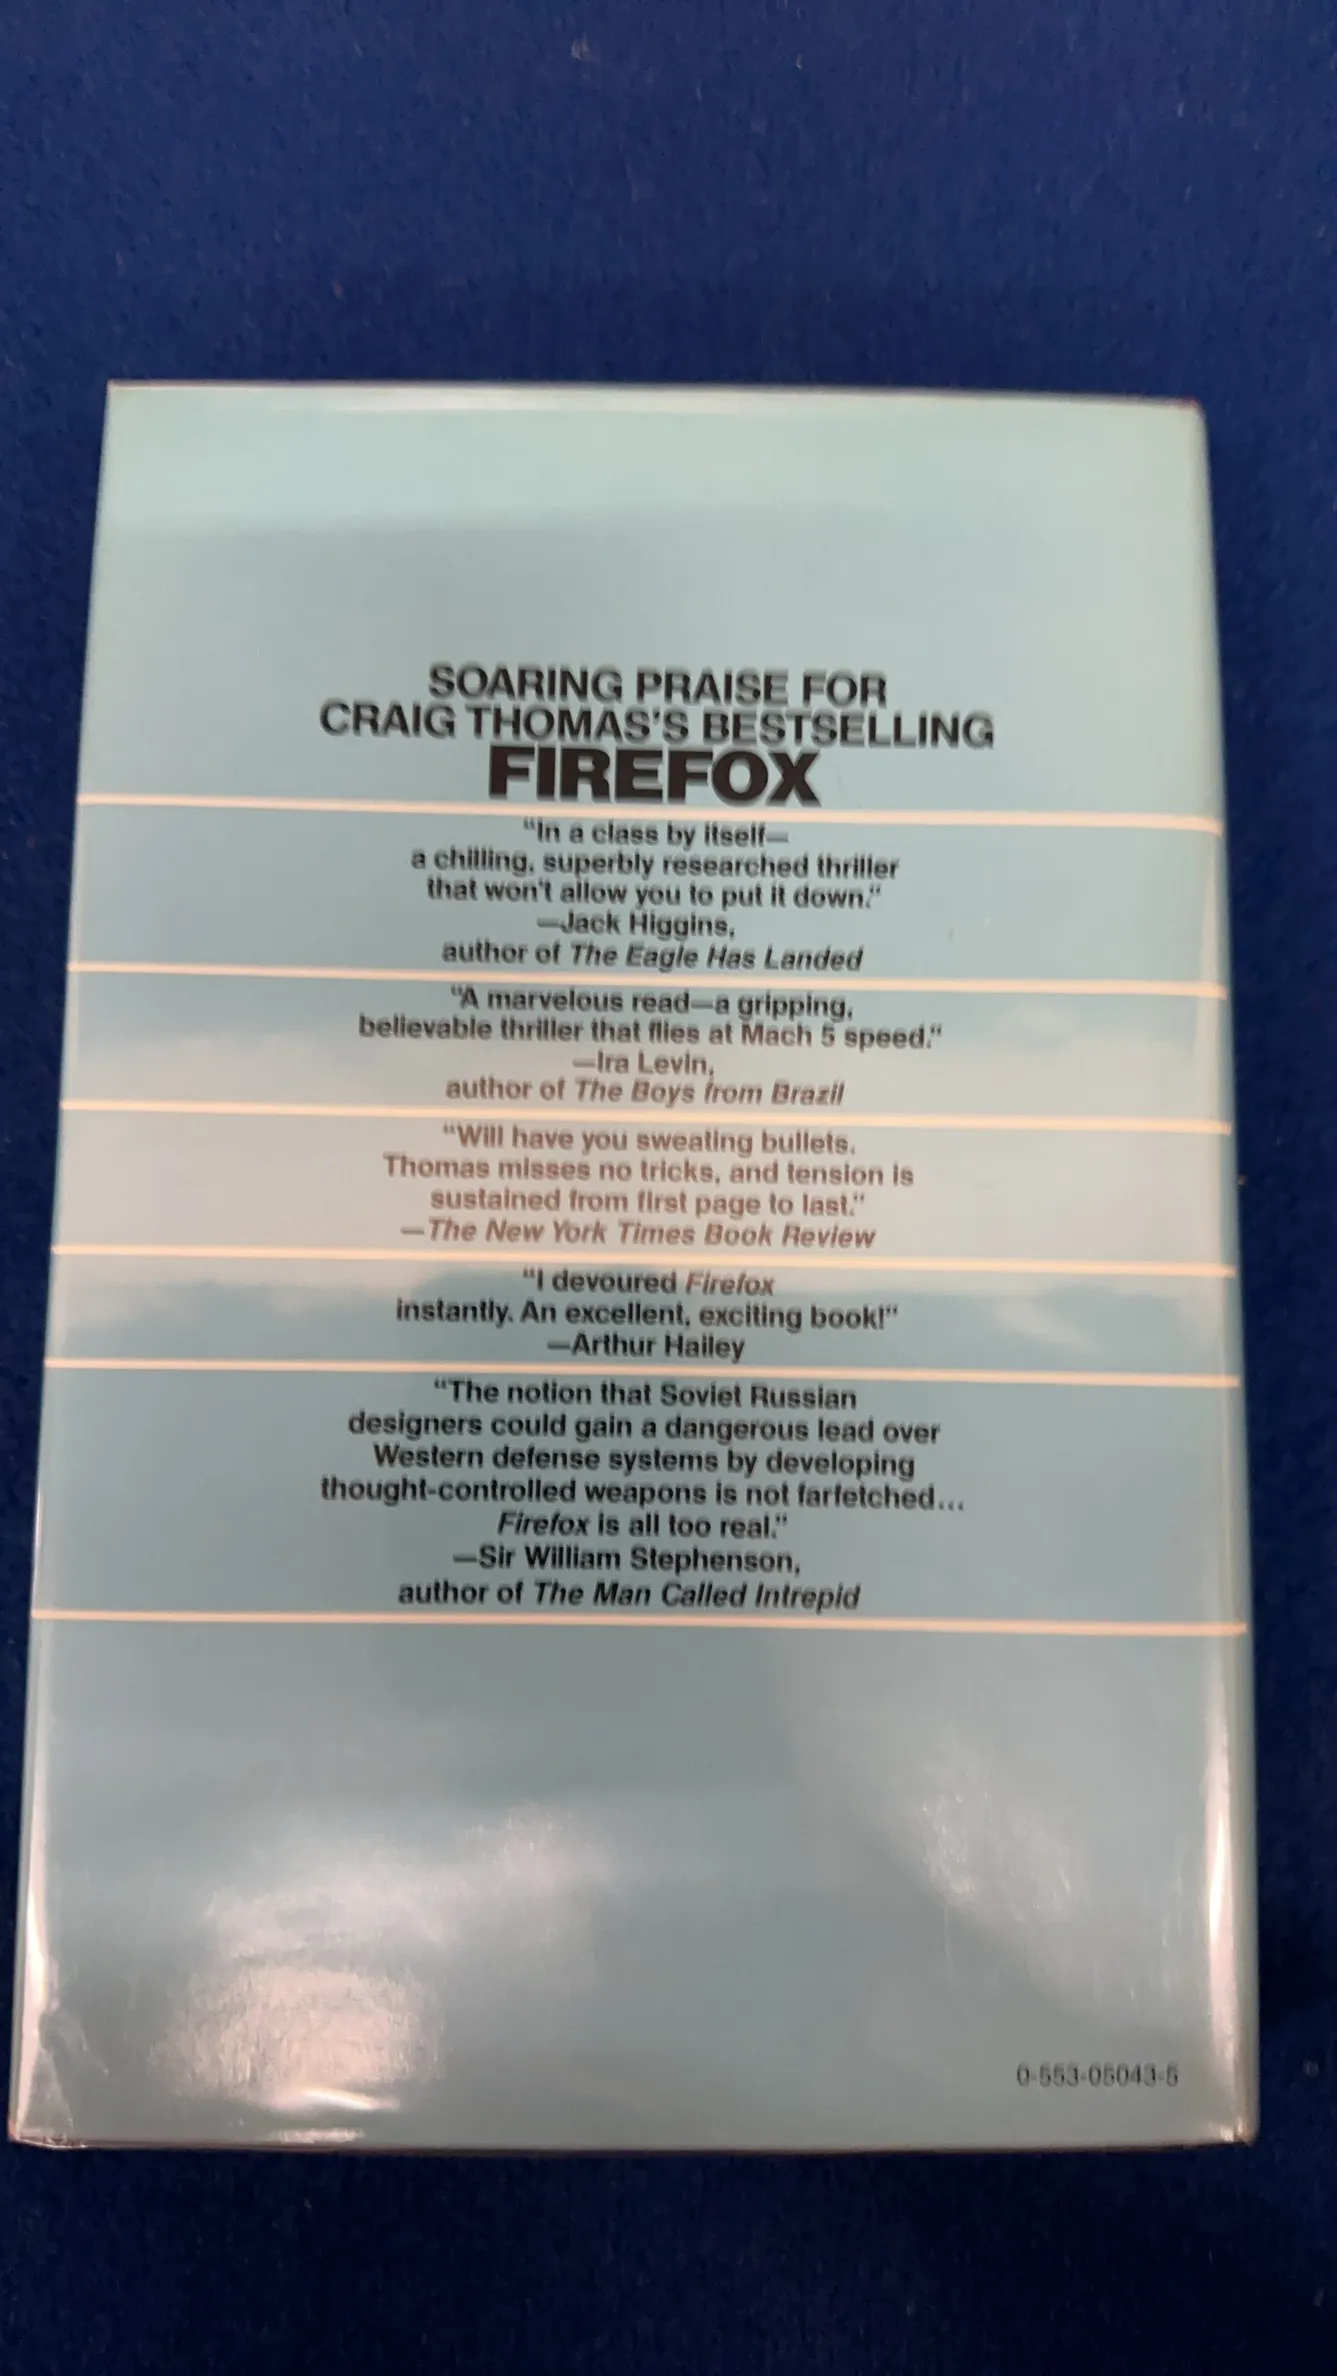 SOARING PRAISE FOR
CRAIG THOMAS'S BESTSELLING
FIREFOX
"In a class by itself—
a chilling, superbly researched thriller
that won't allow you to put it down."
—Jack Higgins,
author of The Eagle Has Landed
"A marvelous read—a gripping,
believable thriller that flies at Mach 5 speed."
—Ira Levin,
author of The Boys from Brazil
"Will have you sweating bullets.
Thomas misses no tricks, and tension is
sustained from first page to last."
—The New York Times Book Review
"I devoured Firefox
instantly. An excellent, exciting book!"
—Arthur Hailey
"The notion that Soviet Russian
designers could gain a dangerous lead over
Western defense systems by developing
thought-controlled weapons is not farfetched...
Firefox is all too real."
—Sir William Stephenson,
author of The Man Called Intrepid
0-553-05043-5